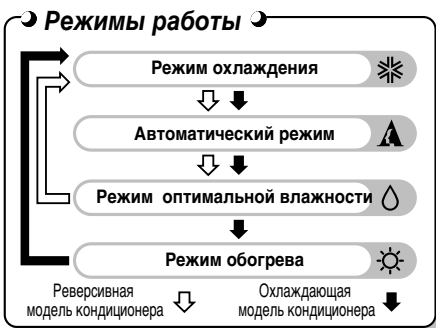 Режимы работы
Режим охлаждения
Автоматический режим
Режим оптимальной влажности
Режим обогрева
Реверсивная
модель кондиционера
Охлаждающая
модель кондиционера